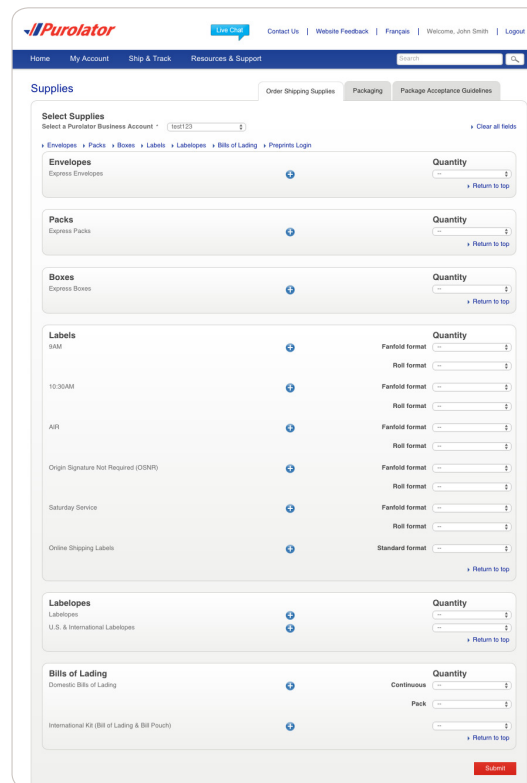 Purolator
Live Chat Contact Us | Website Feedback | Français | Welcome, John Smith | Logout
Home My Account Ship & Track Resources & Support Search
Supplies Order Shipping Supplies Packaging Package Acceptance Guidelines
Select Supplies
Select a Purolator Business Account * test123 Clear all fields
Envelopes Packs Boxes Labels Labelopes Bills of Lading Preprints Login
Envelopes Quantity
Express Envelopes --
Return to top
Packs Quantity
Express Packs --
Return to top
Boxes Quantity
Express Boxes --
Return to top
Labels Quantity
9AM Fanfold format --
Roll format --
10:30AM Fanfold format --
Roll format --
AIR Fanfold format --
Roll format --
Origin Signature Not Required (OSNR) Fanfold format --
Roll format --
Saturday Service Fanfold format --
Roll format --
Online Shipping Labels Standard format --
Return to top
Labelopes Quantity
Labelopes --
U.S. & International Labelopes --
Return to top
Bills of Lading Quantity
Domestic Bills of Lading Continuous --
Pack --
International Kit (Bill of Lading & Bill Pouch) --
Return to top
Submit